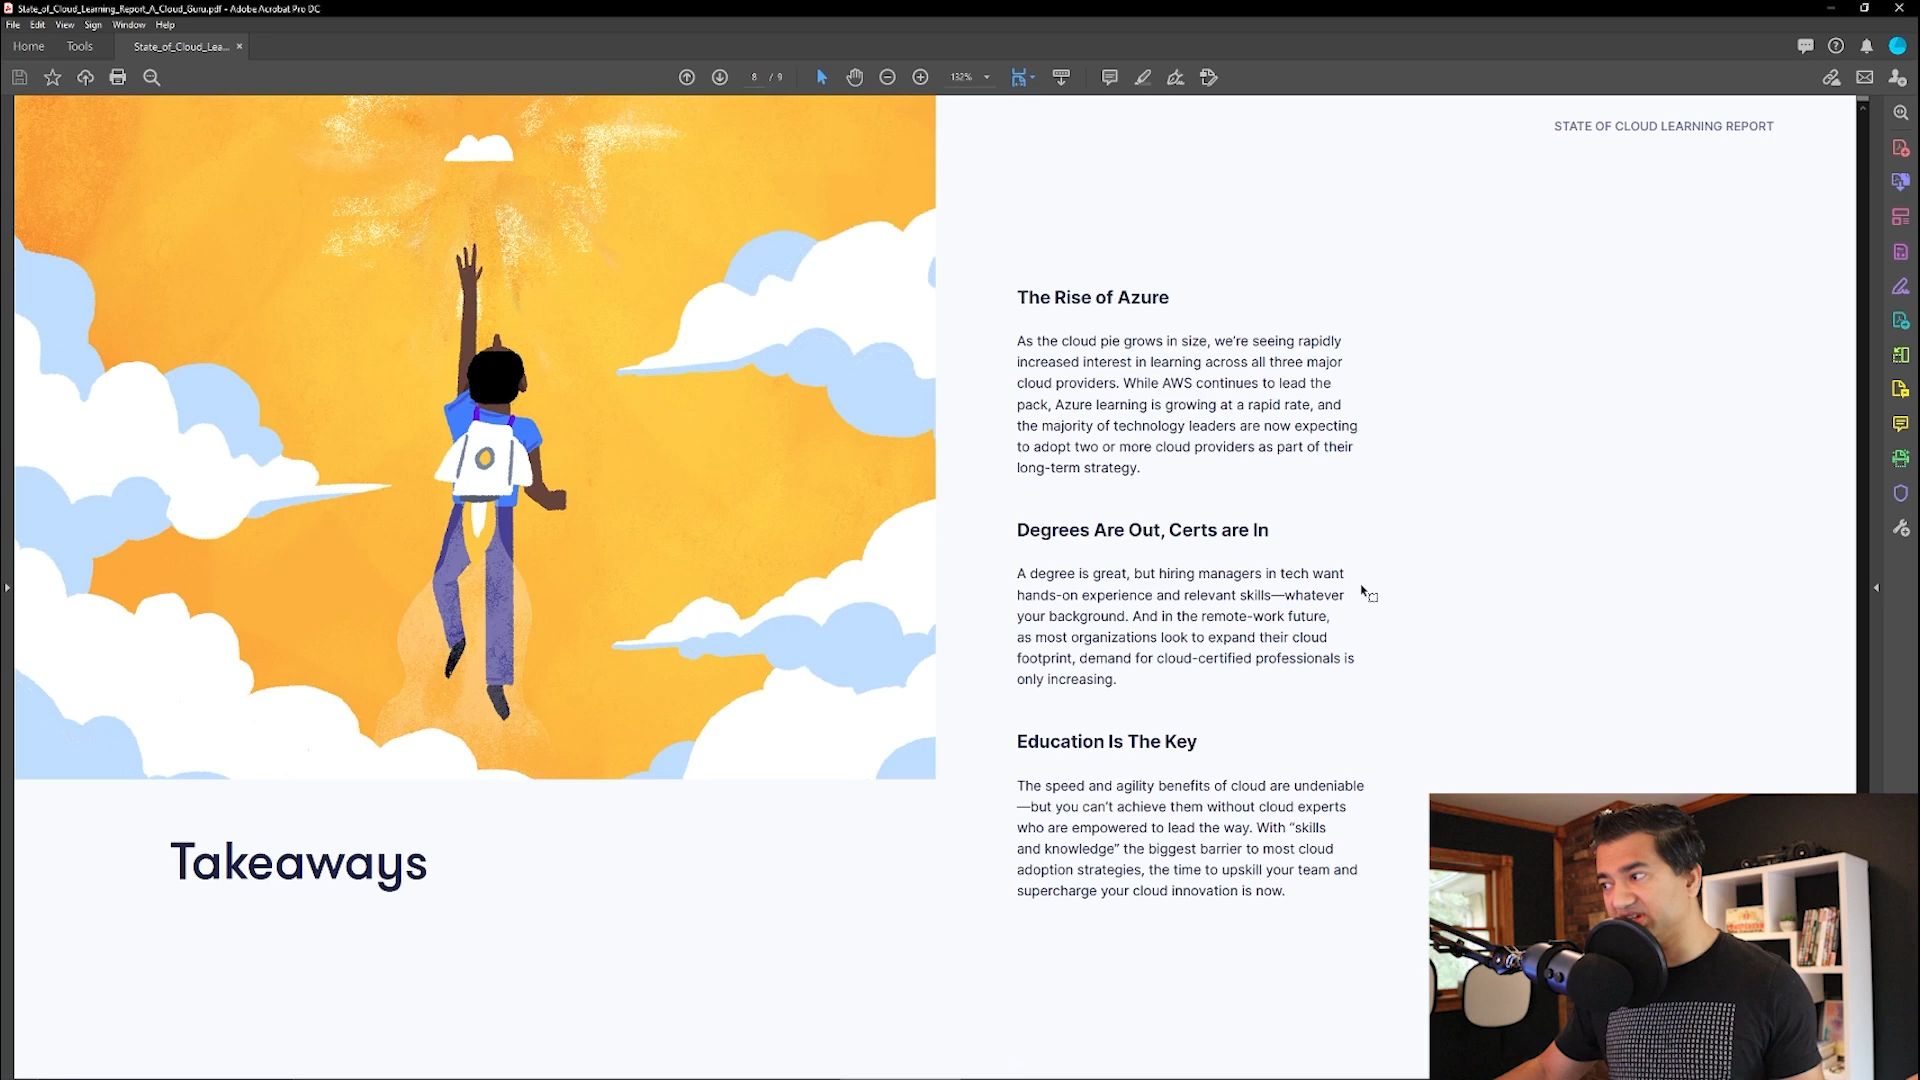 State_of_Cloud_Learning_Report_A_Cloud_Guru.pdf - Adobe Acrobat Pro DC
File Edit View Sign Window Help
Home Tools State_of_Cloud_Lea... ×
8 / 9 132%
STATE OF CLOUD LEARNING REPORT
The Rise of Azure
As the cloud pie grows in size, we’re seeing rapidly
increased interest in learning across all three major
cloud providers. While AWS continues to lead the
pack, Azure learning is growing at a rapid rate, and
the majority of technology leaders are now expecting
to adopt two or more cloud providers as part of their
long-term strategy.
Degrees Are Out, Certs are In
A degree is great, but hiring managers in tech want
hands-on experience and relevant skills—whatever
your background. And in the remote-work future,
as most organizations look to expand their cloud
footprint, demand for cloud-certified professionals is
only increasing.
Education Is The Key
The speed and agility benefits of cloud are undeniable
—but you can’t achieve them without cloud experts
who are empowered to lead the way. With “skills
and knowledge” the biggest barrier to most cloud
adoption strategies, the time to upskill your team and
supercharge your cloud innovation is now.
Takeaways